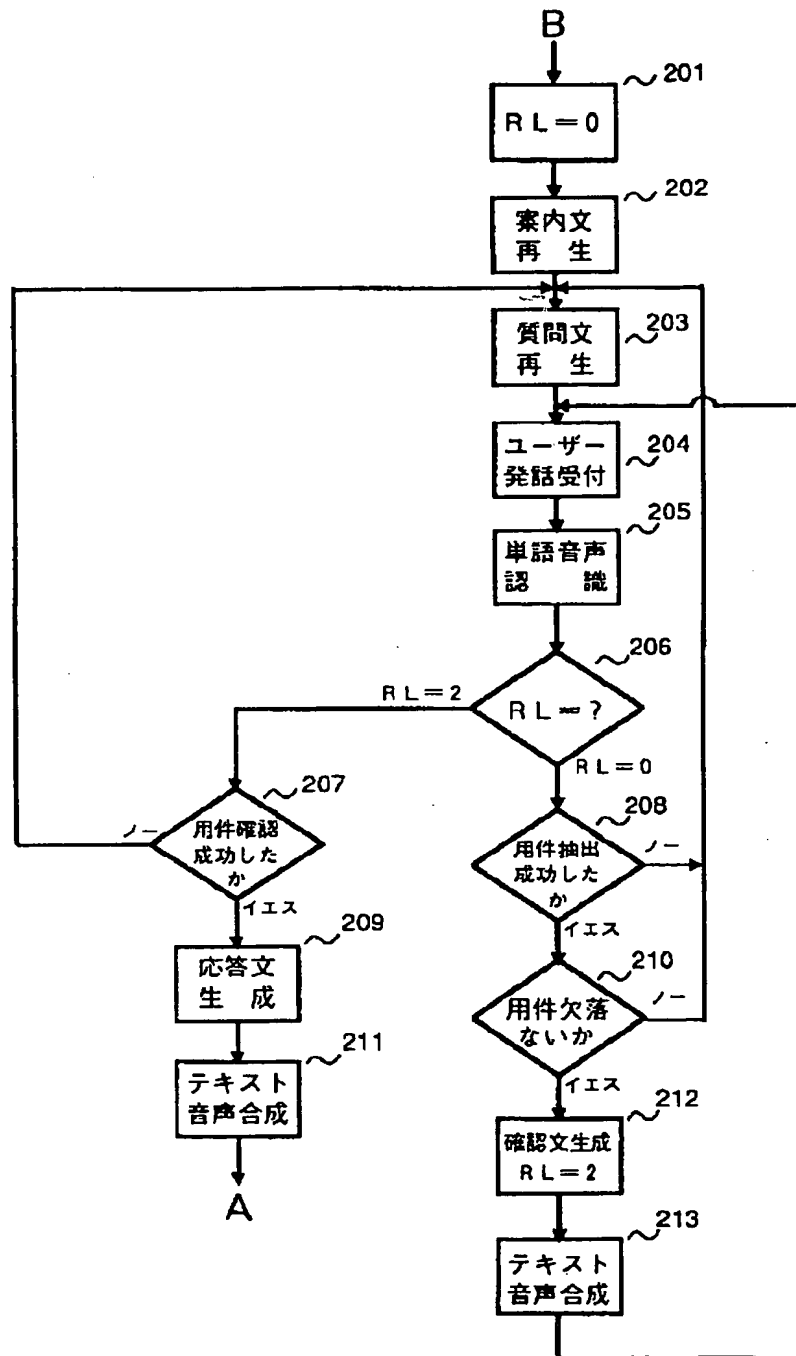 B
201
RL=0
202
案内文
再生
203
質問文
再生
204
ユーザー
発話受付
205
単語音声
認識
206
RL=2
RL=?
RL=0
207
ノー
用件確認
成功した
か
イエス
208
用件抽出
成功した
か
ノー
イエス
209
応答文
生成
210
用件欠落
ないか
ノー
イエス
211
テキスト
音声合成
A
212
確認文生成
RL=2
213
テキスト
音声合成